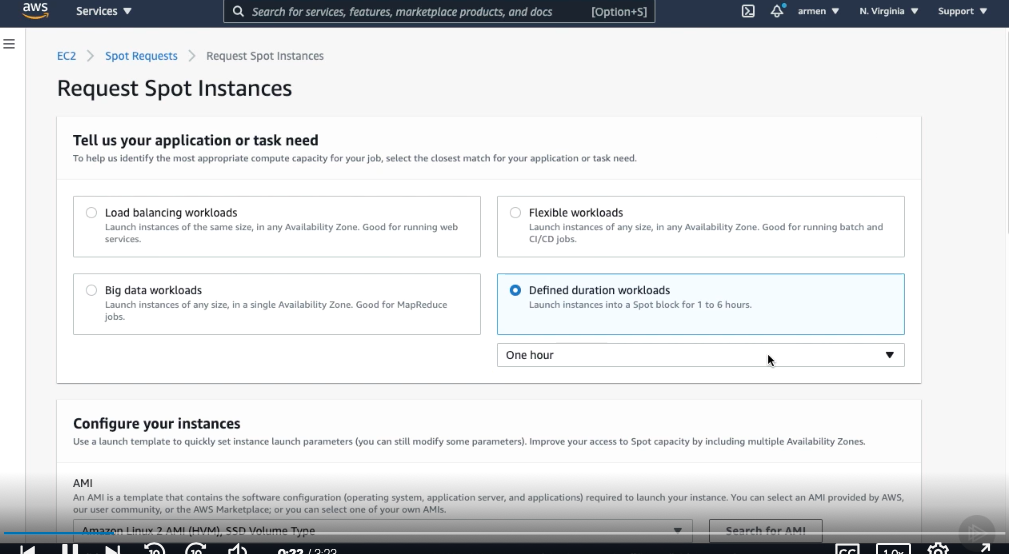 aws
Services
Search for services, features, marketplace products, and docs
[Option+S]
armen
N. Virginia
Support
EC2
Spot Requests
Request Spot Instances
Request Spot Instances
Tell us your application or task need
To help us identify the most appropriate compute capacity for your job, select the closest match for your application or task need.
Load balancing workloads
Launch instances of the same size, in any Availability Zone. Good for running web
services.
Flexible workloads
Launch instances of any size, in any Availability Zone. Good for running batch and
CI/CD jobs.
Big data workloads
Launch instances of any size, in a single Availability Zone. Good for MapReduce
jobs.
Defined duration workloads
Launch instances into a Spot block for 1 to 6 hours.
One hour
Configure your instances
Use a launch template to quickly set instance launch parameters (you can still modify some parameters). Improve your access to Spot capacity by including multiple Availability Zones.
AMI
An AMI is a template that contains the software configuration (operating system, application server, and applications) required to launch your instance. You can select an AMI provided by AWS,
our user community, or the AWS Marketplace; or you can select one of your own AMIs.
Amazon Linux 2 AMI (HVM), SSD Volume Type
Search for AMI
10
10
0:22 / 3:23
CC
1.0x